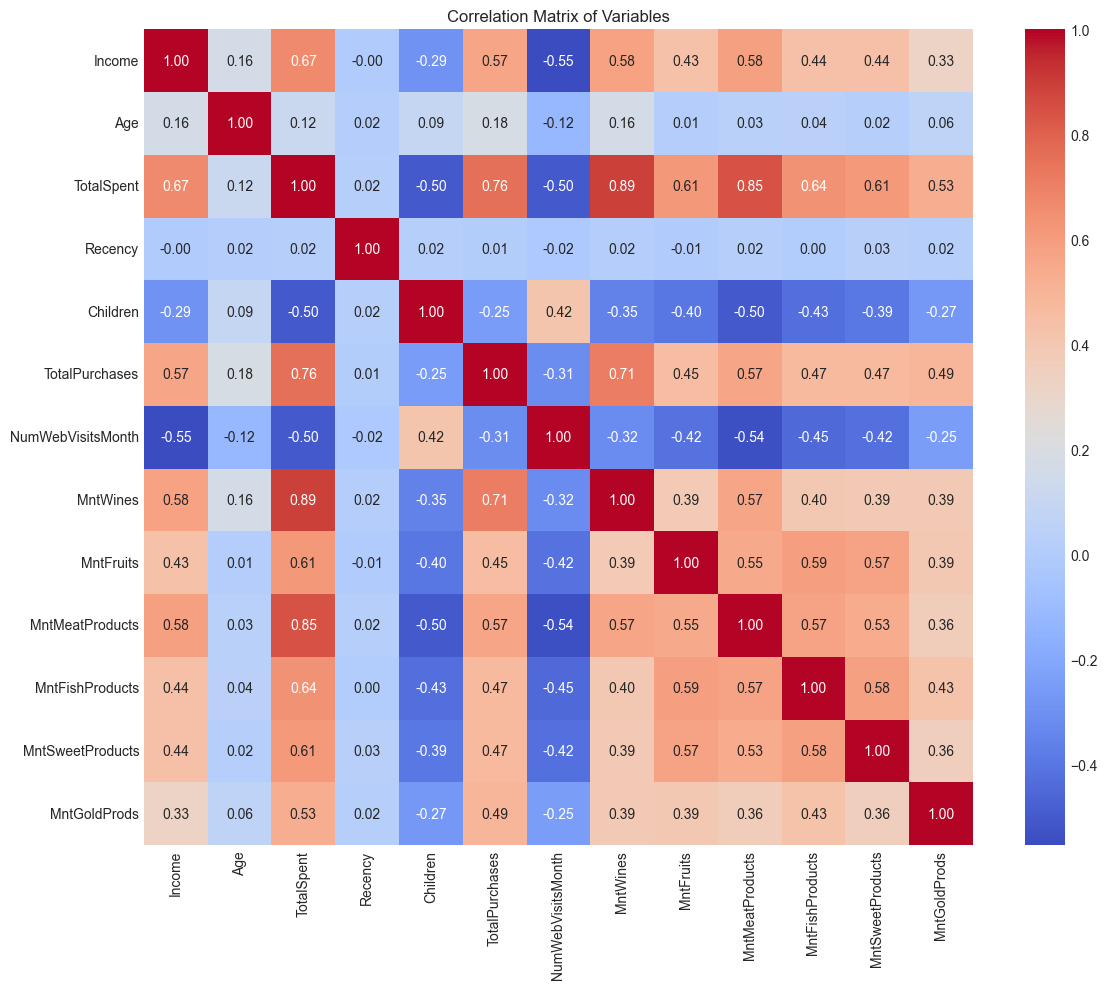 Correlation Matrix of Variables
Income 1.00 0.16 0.67 -0.00 -0.29 0.57 -0.55 0.58 0.43 0.58 0.44 0.44 0.33
Age 0.16 1.00 0.12 0.02 0.09 0.18 -0.12 0.16 0.01 0.03 0.04 0.02 0.06
TotalSpent 0.67 0.12 1.00 0.02 -0.50 0.76 -0.50 0.89 0.61 0.85 0.64 0.61 0.53
Recency -0.00 0.02 0.02 1.00 0.02 0.01 -0.02 0.02 -0.01 0.02 0.00 0.03 0.02
Children -0.29 0.09 -0.50 0.02 1.00 -0.25 0.42 -0.35 -0.40 -0.50 -0.43 -0.39 -0.27
TotalPurchases 0.57 0.18 0.76 0.01 -0.25 1.00 -0.31 0.71 0.45 0.57 0.47 0.47 0.49
NumWebVisitsMonth -0.55 -0.12 -0.50 -0.02 0.42 -0.31 1.00 -0.32 -0.42 -0.54 -0.45 -0.42 -0.25
MntWines 0.58 0.16 0.89 0.02 -0.35 0.71 -0.32 1.00 0.39 0.57 0.40 0.39 0.39
MntFruits 0.43 0.01 0.61 -0.01 -0.40 0.45 -0.42 0.39 1.00 0.55 0.59 0.57 0.39
MntMeatProducts 0.58 0.03 0.85 0.02 -0.50 0.57 -0.54 0.57 0.55 1.00 0.57 0.53 0.36
MntFishProducts 0.44 0.04 0.64 0.00 -0.43 0.47 -0.45 0.40 0.59 0.57 1.00 0.58 0.43
MntSweetProducts 0.44 0.02 0.61 0.03 -0.39 0.47 -0.42 0.39 0.57 0.53 0.58 1.00 0.36
MntGoldProds 0.33 0.06 0.53 0.02 -0.27 0.49 -0.25 0.39 0.39 0.36 0.43 0.36 1.00
Income
Age
TotalSpent
Recency
Children
TotalPurchases
NumWebVisitsMonth
MntWines
MntFruits
MntMeatProducts
MntFishProducts
MntSweetProducts
MntGoldProds
1.0
0.8
0.6
0.4
0.2
0.0
−0.2
−0.4